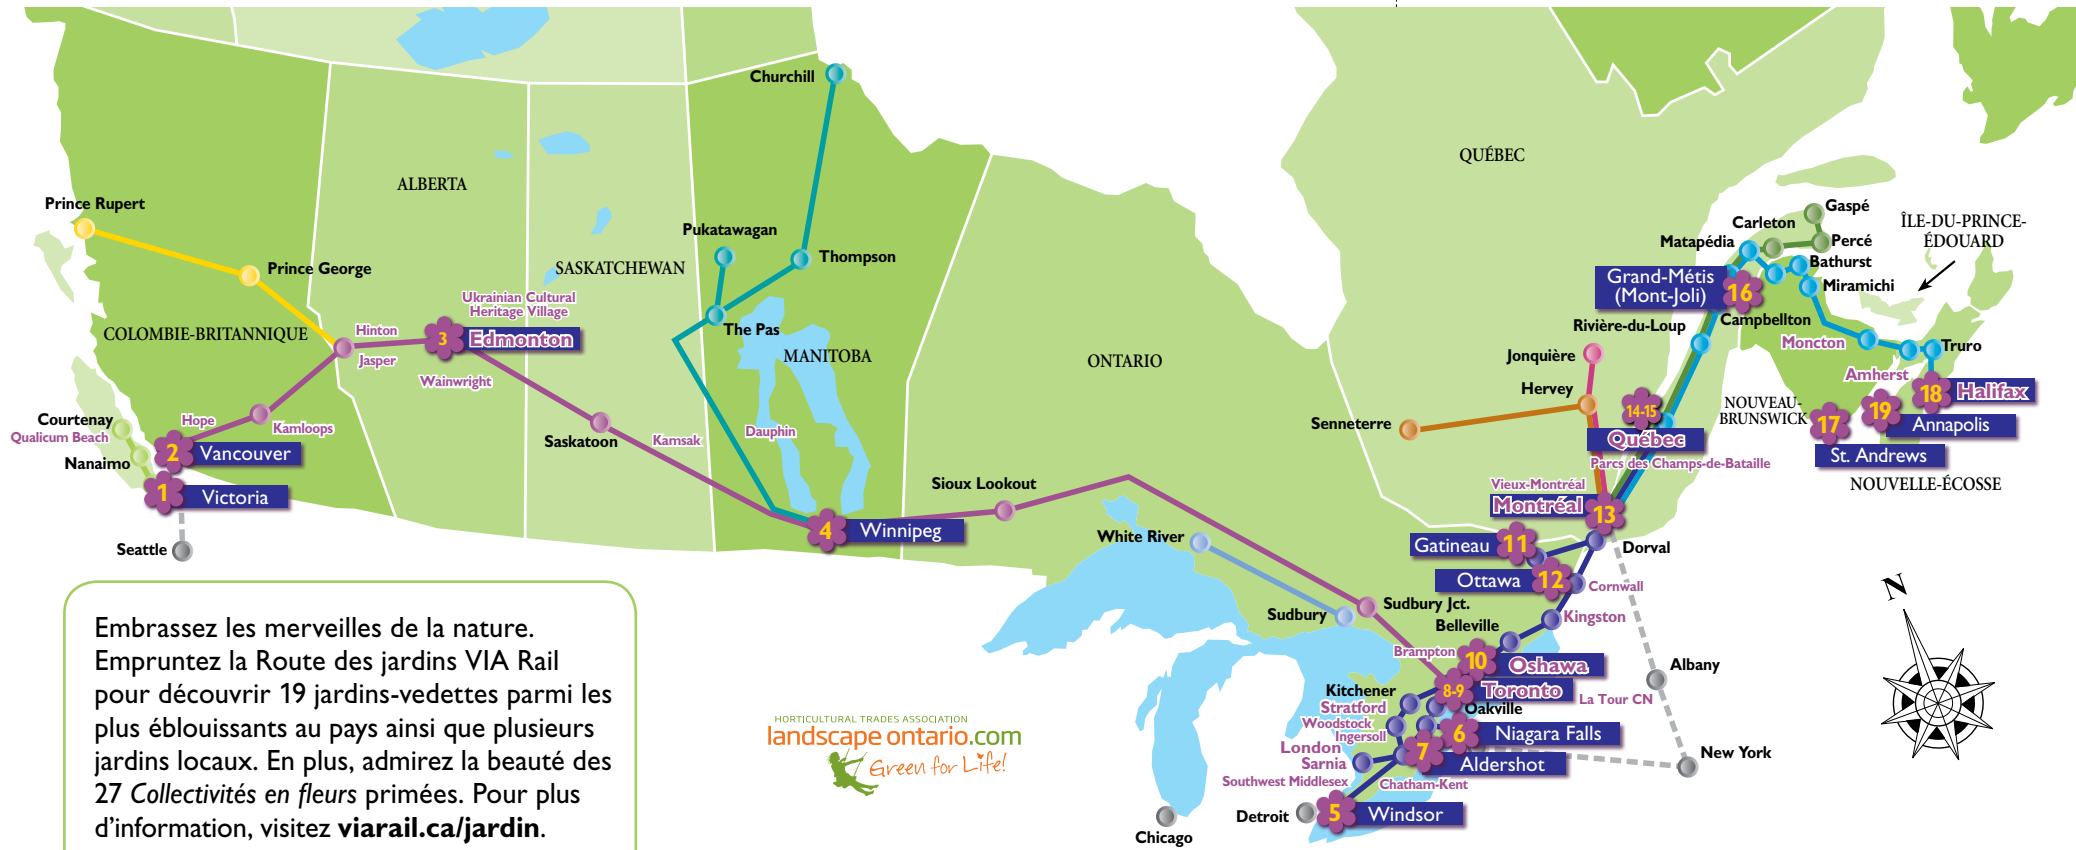 Churchill
QUÉBEC
ALBERTA
Prince Rupert
Gaspé
Carleton
ÎLE-DU-PRINCE-
ÉDOUARD
Pukatawagan
Matapédia
Percé
Thompson
Bathurst
Prince George
SASKATCHEWAN
Grand-Métis
(Mont-Joli)
16
Miramichi
Ukrainian Cultural
Heritage Village
Campbellton
Rivière-du-Loup
COLOMBIE-BRITANNIQUE
Hinton
The Pas
3
Edmonton
Moncton
Truro
Jasper
MANITOBA
ONTARIO
Jonquière
Amherst
Wainwright
Hervey
18
Halifax
NOUVEAU-
BRUNSWICK
14-15
19
Annapolis
17
Courtenay
Hope
Kamloops
Senneterre
Qualicum Beach
Saskatoon
Kamsak
Dauphin
Québec
2
Vancouver
St. Andrews
Nanaimo
Parcs des Champs-de-Bataille
NOUVELLE-ÉCOSSE
1
Victoria
Sioux Lookout
Vieux-Montréal
Montréal
13
4
Winnipeg
White River
Gatineau
11
Dorval
Seattle
Ottawa
12
Cornwall
N
Sudbury
Sudbury Jct.
Kingston
Belleville
Brampton
10
Oshawa
Albany
Kitchener
8-9
Toronto
La Tour CN
Stratford
Oakville
Woodstock
Ingersoll
6
Niagara Falls
London
7
Aldershot
New York
Sarnia
Southwest Middlesex
Chatham-Kent
Detroit
5
Windsor
Chicago
Embrassez les merveilles de la nature.
Empruntez la Route des jardins VIA Rail
pour découvrir 19 jardins-vedettes parmi les
plus éblouissants au pays ainsi que plusieurs
jardins locaux. En plus, admirez la beauté des
27 Collectivités en fleurs primées. Pour plus
d'information, visitez viarail.ca/jardin.
HORTICULTURAL TRADES ASSOCIATION
landscape ontario.com
Green for Life!